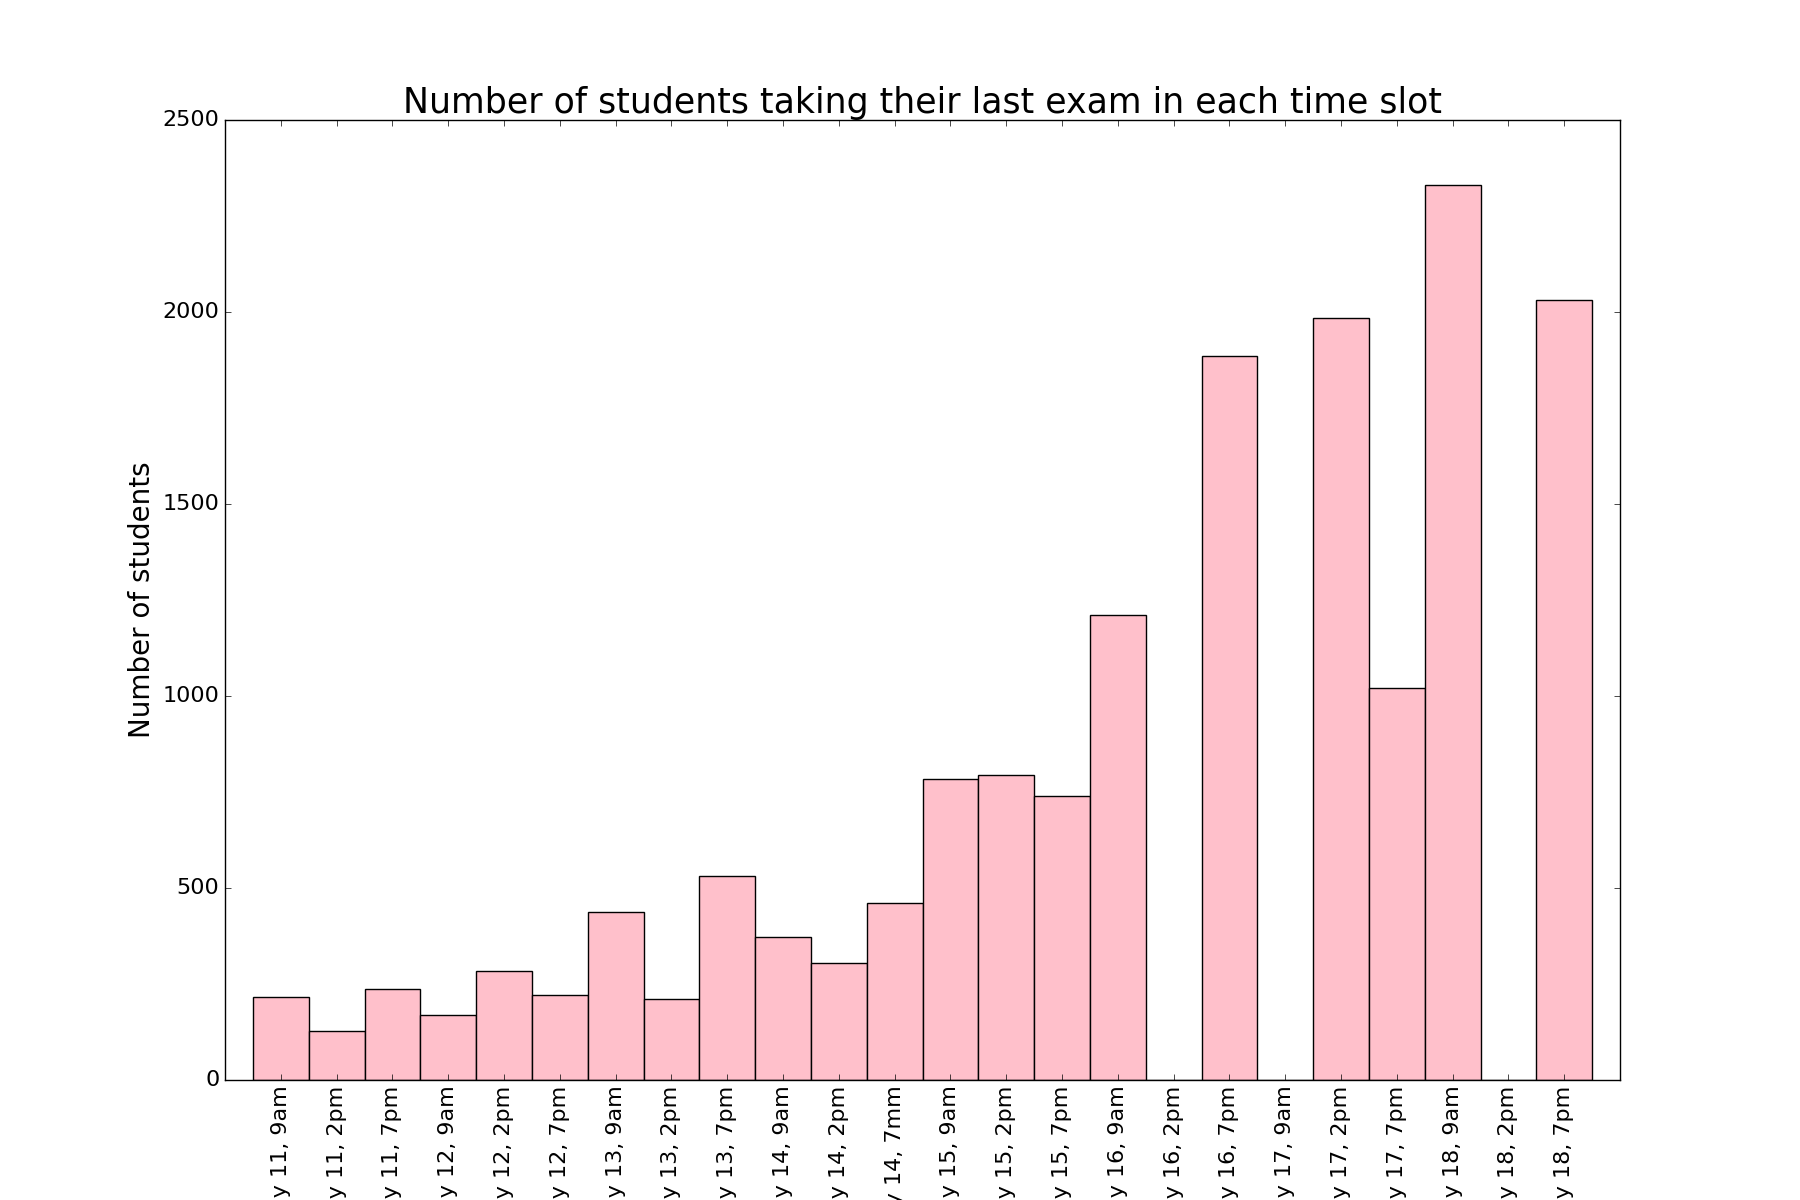 Number of students taking their last exam in each time slot
2500
2000
1500
1000
500
0
Number of students
y 11, 9am
y 11, 2pm
y 11, 7pm
y 12, 9am
y 12, 2pm
y 12, 7pm
y 13, 9am
y 13, 2pm
y 13, 7pm
y 14, 9am
y 14, 2pm
y 14, 7mm
y 15, 9am
y 15, 2pm
y 15, 7pm
y 16, 9am
y 16, 2pm
y 16, 7pm
y 17, 9am
y 17, 2pm
y 17, 7pm
y 18, 9am
y 18, 2pm
y 18, 7pm